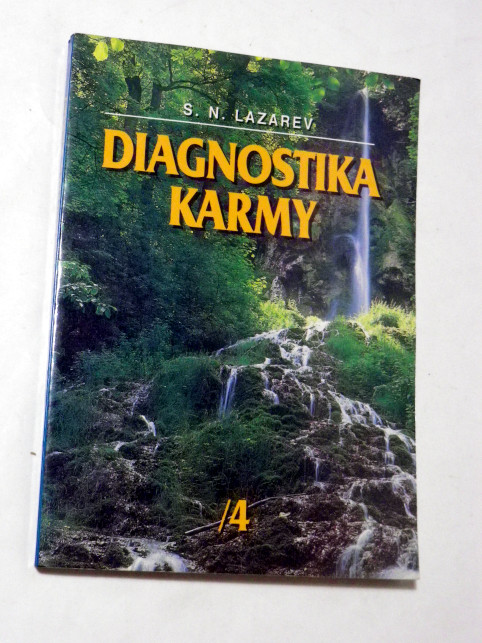 S. N. LAZAREV
DIAGNOSTIKA
KARMY
/4